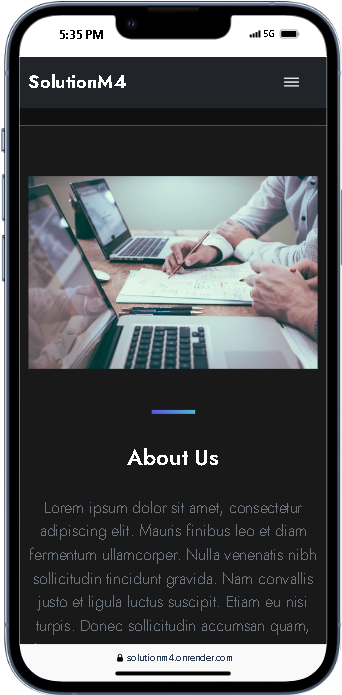 5:35 PM
5G
SolutionM4
About Us
Lorem ipsum dolor sit amet, consectetur
adipiscing elit. Mauris finibus leo et diam
fermentum ullamcorper. Nulla venenatis nibh
sollicitudin tincidunt gravida. Nam convallis
justo et ligula luctus suscipit. Etiam eu nisi
turpis. Donec sollicitudin accumsan quam,
solutionm4.onrender.com